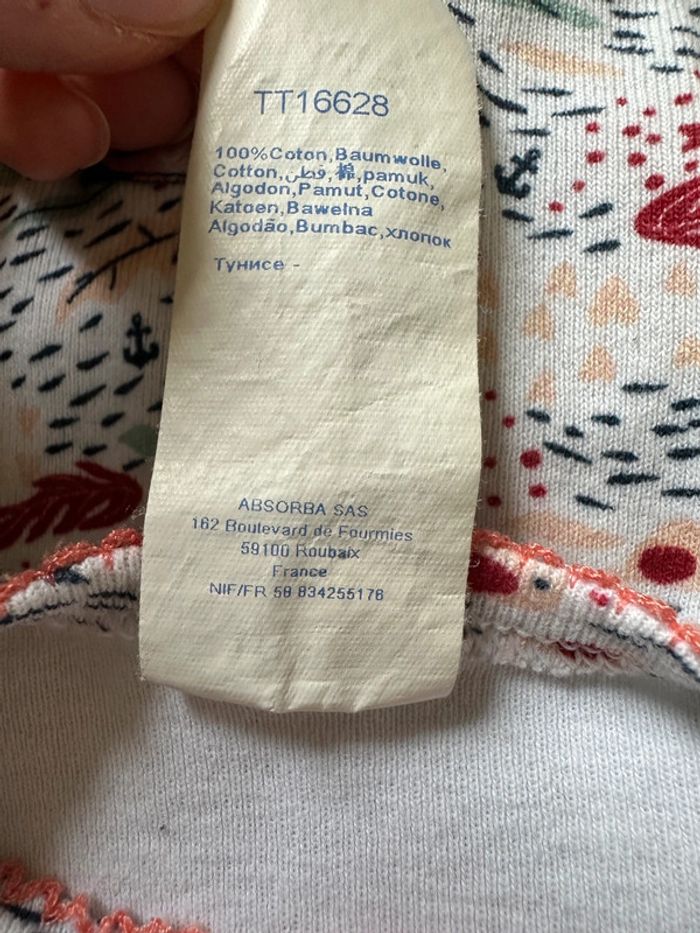 TT16628
100%Coton,Baumwolle,
Cotton,قطن,棉,pamuk,
Algodon,Pamut,Cotone,
Katoen,Bawelna
Algodão,Bumbac,хлопок
Тунисе -
ABSORBA SAS
162 Boulevard de Fourmies
59100 Roubaix
France
NIF/FR 58 834255178